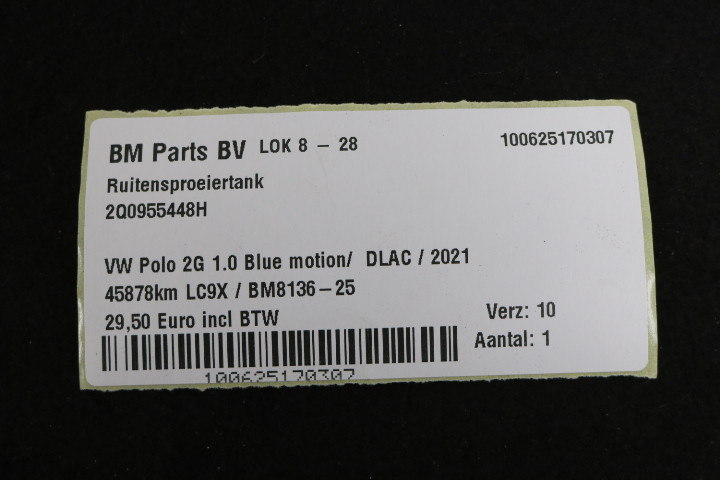 BM Parts BV LOK 8 - 28 100625170307
Ruitensproeiertank
2Q0955448H
VW Polo 2G 1.0 Blue motion/ DLAC / 2021
45878km LC9X / BM8136-25
29,50 Euro incl BTW
Verz: 10
Aantal: 1
100625170307